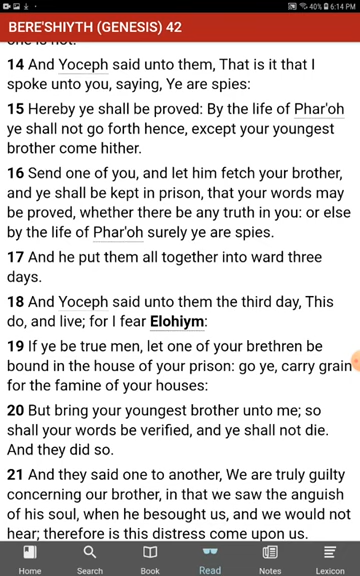 40% 6:14 PM
BERE'SHIYTH (GENESIS) 42
one is not.
14 And Yoceph said unto them, That is it that I
spoke unto you, saying, Ye are spies:
15 Hereby ye shall be proved: By the life of Phar'oh
ye shall not go forth hence, except your youngest
brother come hither.
16 Send one of you, and let him fetch your brother,
and ye shall be kept in prison, that your words may
be proved, whether there be any truth in you: or else
by the life of Phar'oh surely ye are spies.
17 And he put them all together into ward three
days.
18 And Yoceph said unto them the third day, This
do, and live; for I fear Elohiym:
19 If ye be true men, let one of your brethren be
bound in the house of your prison: go ye, carry grain
for the famine of your houses:
20 But bring your youngest brother unto me; so
shall your words be verified, and ye shall not die.
And they did so.
21 And they said one to another, We are truly guilty
concerning our brother, in that we saw the anguish
of his soul, when he besought us, and we would not
hear; therefore is this distress come upon us.
Home Search Book Read Notes Lexicon